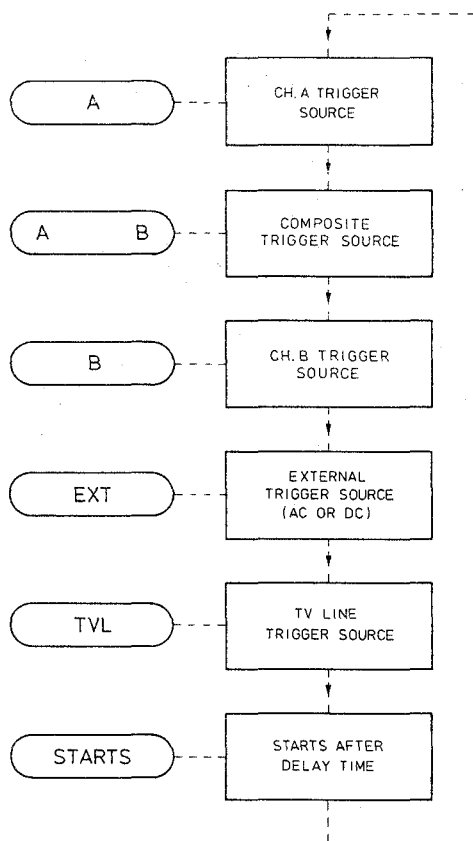 A
CH. A TRIGGER
SOURCE
A B
COMPOSITE
TRIGGER SOURCE
B
CH. B TRIGGER
SOURCE
EXT
EXTERNAL
TRIGGER SOURCE
(AC OR DC)
TVL
TV LINE
TRIGGER SOURCE
STARTS
STARTS AFTER
DELAY TIME